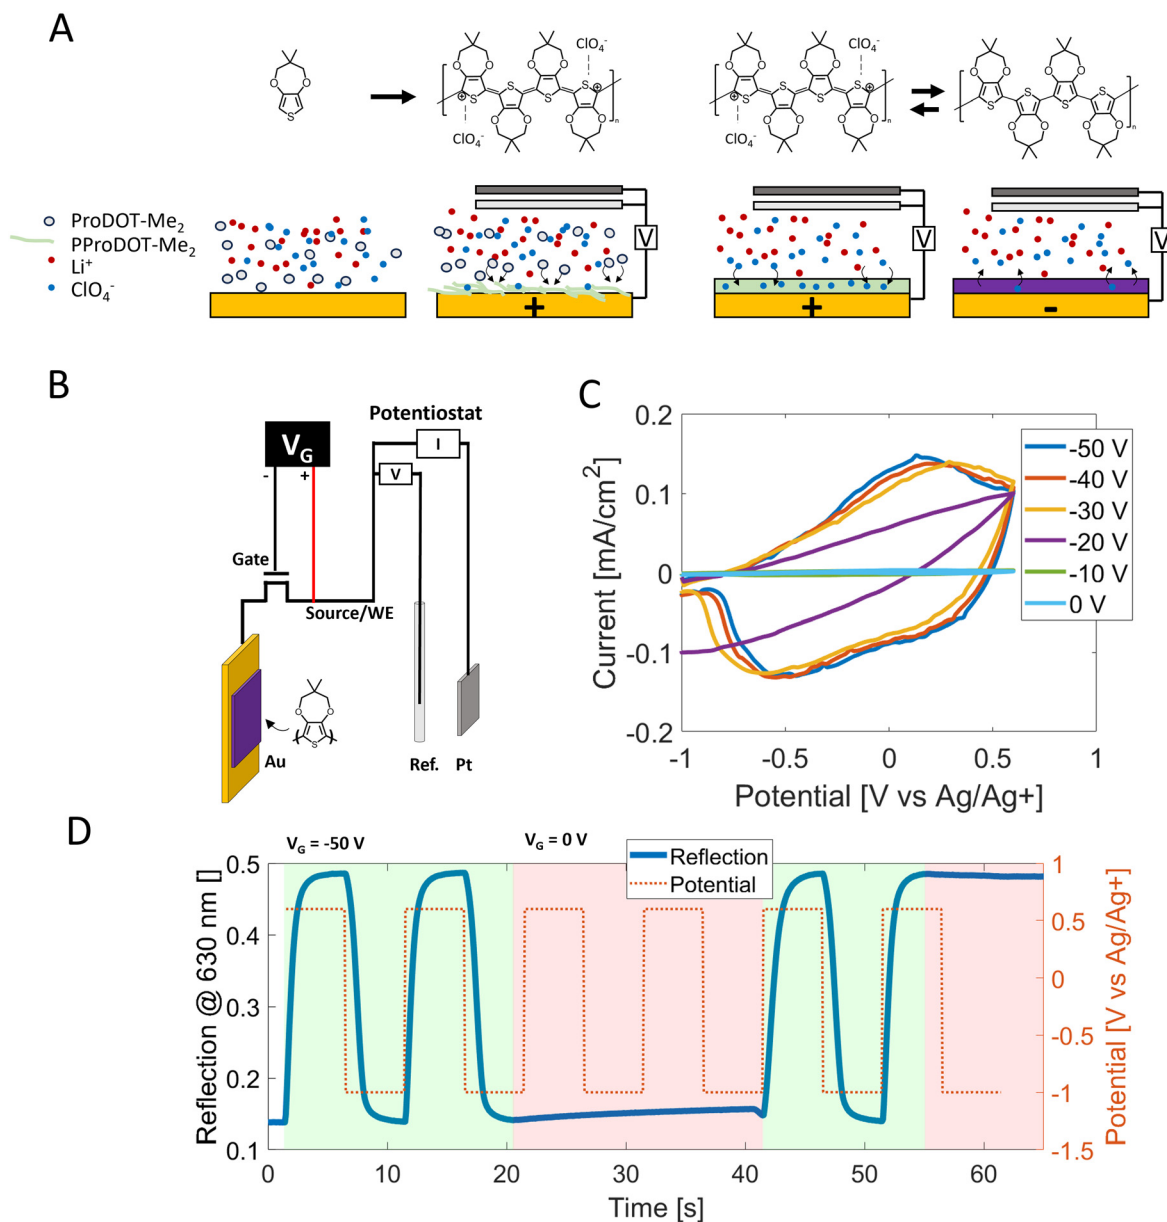 A
ClO₄⁻
ClO₄⁻
O
O
S
S
O
O
n
ClO₄⁻
ClO₄⁻
n
n
ProDOT-Me₂
PProDOT-Me₂
Li⁺
ClO₄⁻
V
V
V
+
+
-
B
Potentiostat
V_G
I
V
- +
Gate
Source/WE
O
O
S
Au
Ref.
Pt
C
0.2
0.1
0
-0.1
-0.2
Current [mA/cm²]
-1 -0.5 0 0.5 1
Potential [V vs Ag/Ag+]
-50 V
-40 V
-30 V
-20 V
-10 V
0 V
D
V_G = -50 V
V_G = 0 V
Reflection
Potential
0.5
0.4
0.3
0.2
0.1
Reflection @ 630 nm []
1
0.5
0
-0.5
-1
-1.5
Potential [V vs Ag/Ag+]
0 10 20 30 40 50 60
Time [s]